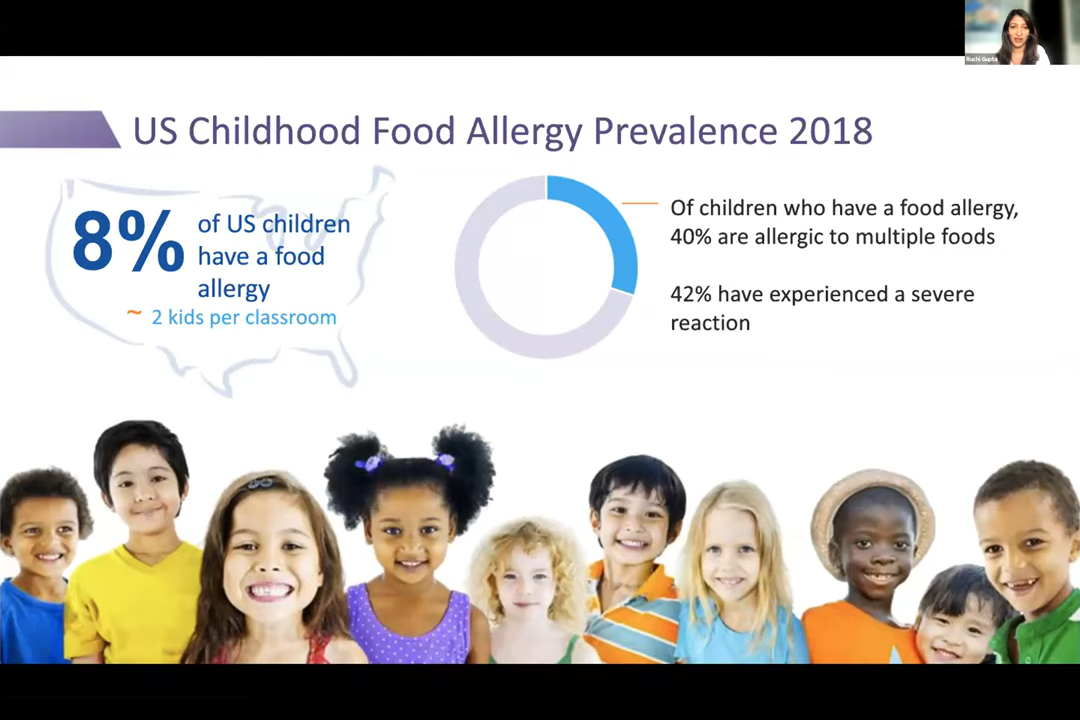 Ruchi Gupta
US Childhood Food Allergy Prevalence 2018
8%
of US children
have a food
allergy
~ 2 kids per classroom
Of children who have a food allergy,
40% are allergic to multiple foods
42% have experienced a severe
reaction